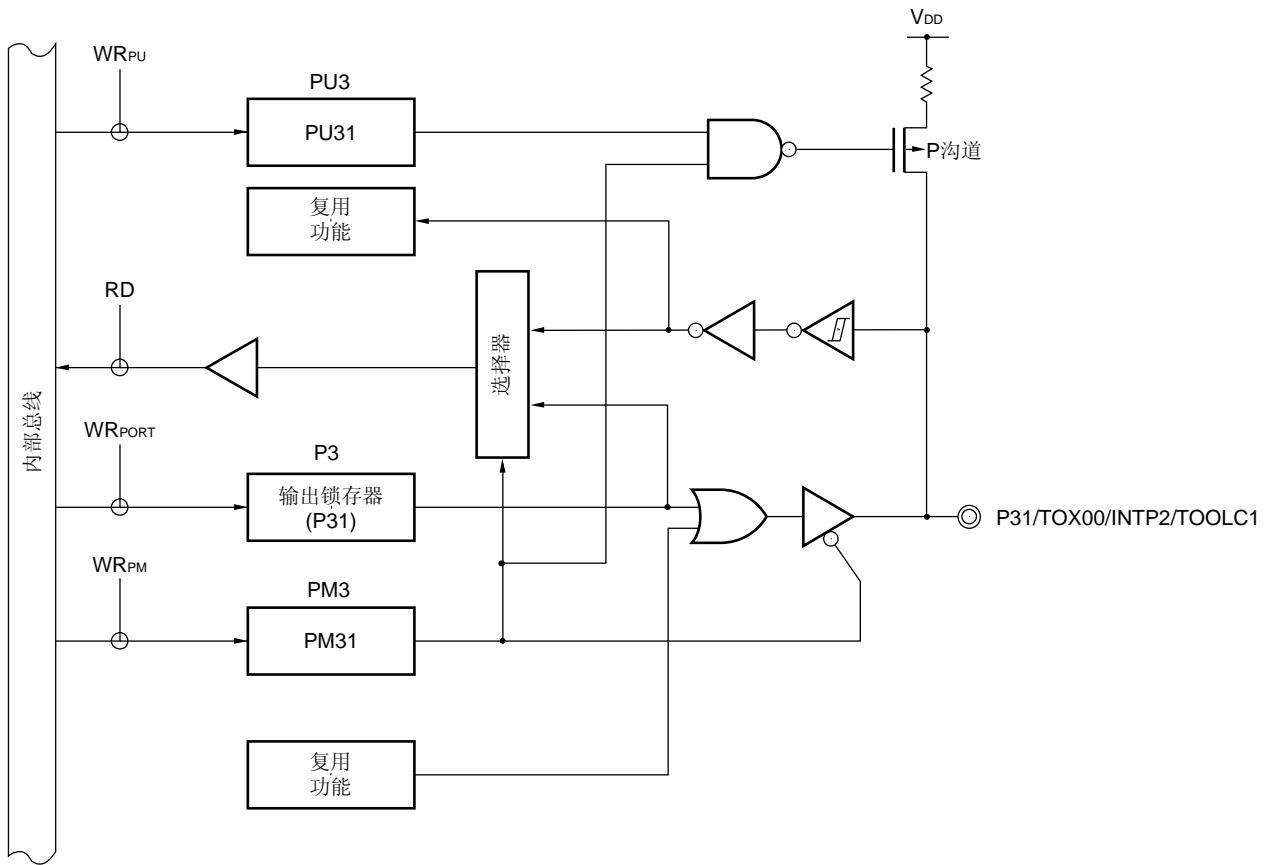 VDD
WRPU
PU3
PU31
P沟道
复用
功能
RD
选择器
内部总线
WRPORT
P3
输出锁存器
(P31)
P31/TOX00/INTP2/TOOLC1
WRPM
PM3
PM31
复用
功能